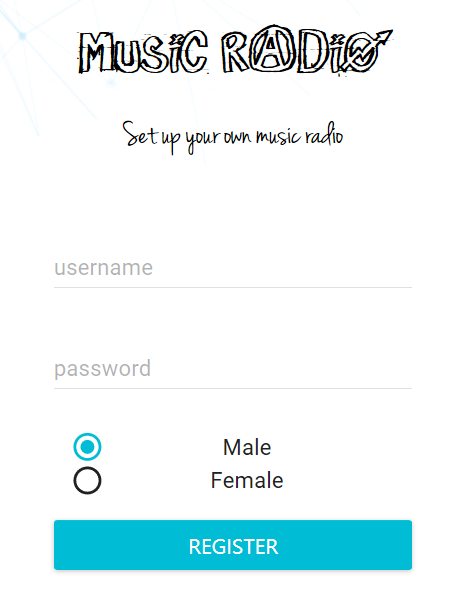 MUSIC RADIO
Set up your own music radio
username
password
Male
Female
REGISTER